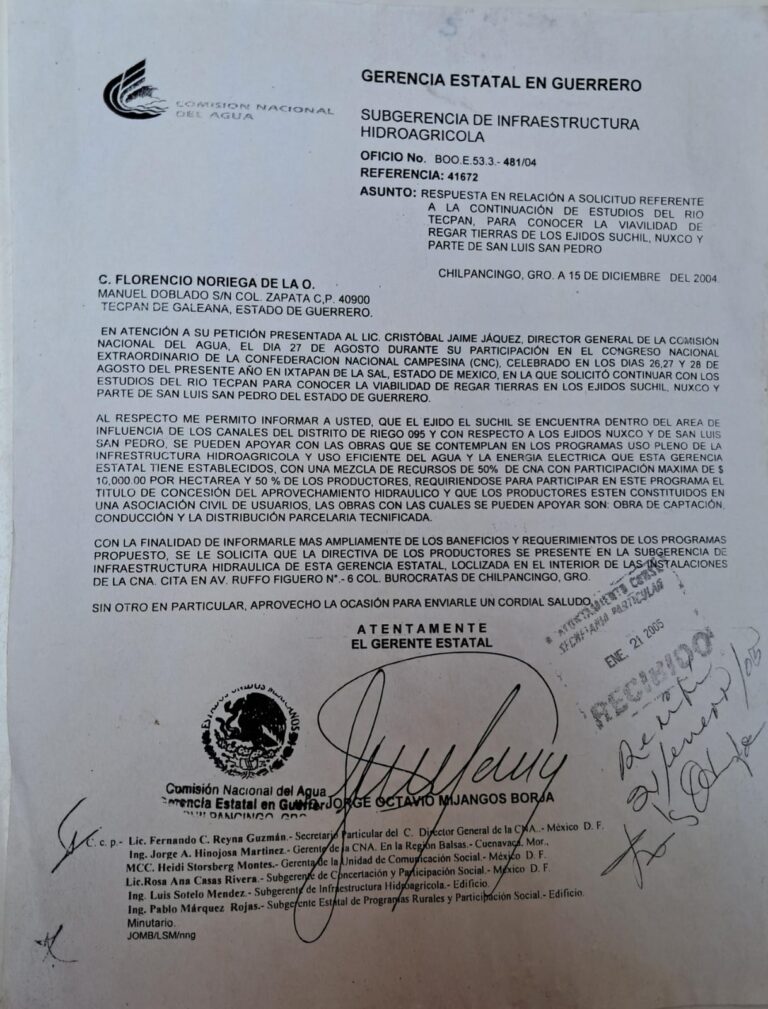 COMISION NACIONAL
DEL AGUA
GERENCIA ESTATAL EN GUERRERO
SUBGERENCIA DE INFRAESTRUCTURA
HIDROAGRICOLA
OFICIO No. BOO.E.53.3.- 481/04
REFERENCIA: 41672
ASUNTO: RESPUESTA EN RELACIÓN A SOLICITUD REFERENTE
A LA CONTINUACIÓN DE ESTUDIOS DEL RIO
TECPAN, PARA CONOCER LA VIAVILIDAD DE
REGAR TIERRAS DE LOS EJIDOS SUCHIL, NUXCO Y
PARTE DE SAN LUIS SAN PEDRO
CHILPANCINGO, GRO. A 15 DE DICIEMBRE DEL 2004.
C. FLORENCIO NORIEGA DE LA O.
MANUEL DOBLADO S/N COL. ZAPATA C,P. 40900
TECPAN DE GALEANA, ESTADO DE GUERRERO.
EN ATENCIÓN A SU PETICIÓN PRESENTADA AL LIC. CRISTÓBAL JAIME JÁQUEZ, DIRECTOR GENERAL DE LA COMISIÓN
NACIONAL DEL AGUA, EL DIA 27 DE AGOSTO DURANTE SU PARTICIPACIÓN EN EL CONGRESO NACIONAL
EXTRAORDINARIO DE LA CONFEDERACION NACIONAL CAMPESINA (CNC), CELEBRADO EN LOS DIAS 26,27 Y 28 DE
AGOSTO DEL PRESENTE AÑO EN IXTAPAN DE LA SAL, ESTADO DE MEXICO, EN LA QUE SOLICITÓ CONTINUAR CON LOS
ESTUDIOS DEL RIO TECPAN PARA CONOCER LA VIABILIDAD DE REGAR TIERRAS EN LOS EJIDOS SUCHIL, NUXCO Y
PARTE DE SAN LUIS SAN PEDRO DEL ESTADO DE GUERRERO.
AL RESPECTO ME PERMITO INFORMAR A USTED, QUE EL EJIDO EL SUCHIL SE ENCUENTRA DENTRO DEL AREA DE
INFLUENCIA DE LOS CANALES DEL DISTRITO DE RIEGO 095 Y CON RESPECTO A LOS EJIDOS NUXCO Y DE SAN LUIS
SAN PEDRO, SE PUEDEN APOYAR CON LAS OBRAS QUE SE CONTEMPLAN EN LOS PROGRAMAS USO PLENO DE LA
INFRAESTRUCTURA HIDROAGRICOLA Y USO EFICIENTE DEL AGUA Y LA ENERGIA ELECTRICA QUE ESTA GERENCIA
ESTATAL TIENE ESTABLECIDOS, CON UNA MEZCLA DE RECURSOS DE 50% DE CNA CON PARTICIPACIÓN MAXIMA DE $
10,000.00 POR HECTAREA Y 50 % DE LOS PRODUCTORES, REQUIRIENDOSE PARA PARTICIPAR EN ESTE PROGRAMA EL
TITULO DE CONCESIÓN DEL APROVECHAMIENTO HIDRAULICO Y QUE LOS PRODUCTORES ESTEN CONSTITUIDOS EN
UNA ASOCIACIÓN CIVIL DE USUARIOS, LAS OBRAS CON LAS CUALES SE PUEDEN APOYAR SON: OBRA DE CAPTACIÓN,
CONDUCCIÓN Y LA DISTRIBUCIÓN PARCELARIA TECNIFICADA.
CON LA FINALIDAD DE INFORMARLE MAS AMPLIAMENTE DE LOS BANEFICIOS Y REQUERIMIENTOS DE LOS PROGRAMAS
PROPUESTO, SE LE SOLICITA QUE LA DIRECTIVA DE LOS PRODUCTORES SE PRESENTE EN LA SUBGERENCIA DE
INFRAESTRUCTURA HIDRAULICA DE ESTA GERENCIA ESTATAL, LOCLIZADA EN EL INTERIOR DE LAS INSTALACIONES
DE LA CNA. CITA EN AV. RUFFO FIGUERO N°.- 6 COL. BUROCRATAS DE CHILPANCINGO, GRO.
SIN OTRO EN PARTICULAR, APROVECHO LA OCASIÓN PARA ENVIARLE UN CORDIAL SALUDO.
SECRETARIO PARTICULAR
ENE. 21 2005
RECIBIDO
ATENTAMENTE
EL GERENTE ESTATAL
ESTADOS UNIDOS MEXICANOS
Comisión Nacional del Agua
Gerencia Estatal en Guerrero
CHILPANCINGO, GRO
JORGE OCTAVIO MIJANGOS BORJA
C. c. p.- Lic. Fernando C. Reyna Guzmán.- Secretario Particular del C. Director General de la CNA..- México D. F.
Ing. Jorge A. Hinojosa Martinez.- Gerente de la CNA. En la Región Balsas.- Cuenavaca, Mor.,
MCC. Heidi Storsberg Montes.- Gerenta de la Unidad de Comunicación Social.- México D. F.
Lic.Rosa Ana Casas Rivera.- Subgerente de Concertación y Participación Social.- México D. F.
Ing. Luis Sotelo Mendez.- Subgerente de Infraestructura Hidroagrícola.- Edificio.
Ing. Pablo Márquez Rojas.- Subgerente Estatal de Programas Rurales y Participación Social.- Edificio.
Minutario.
JOMB/LSM/nng